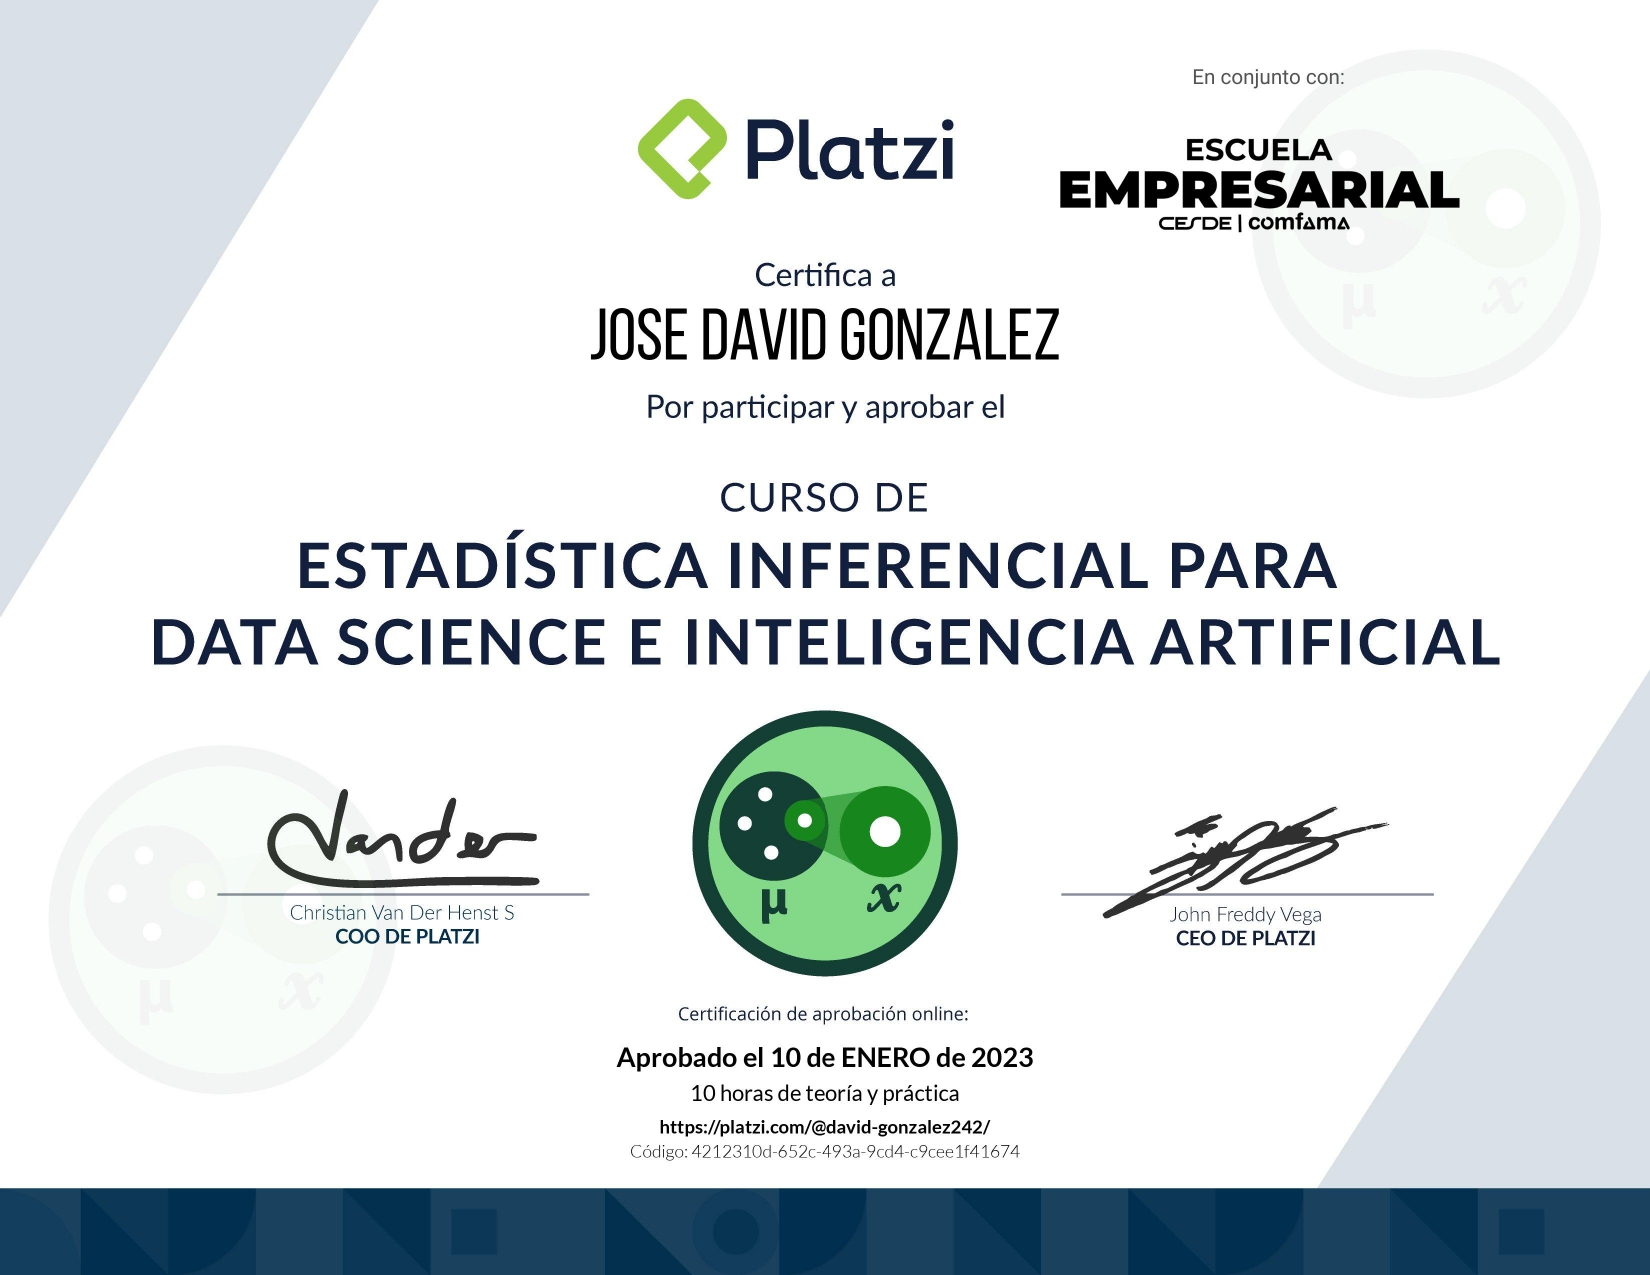 En conjunto con:
Platzi
ESCUELA
EMPRESARIAL
CESDE | comfama
μ x
Certifica a
JOSE DAVID GONZALEZ
Por participar y aprobar el
CURSO DE
ESTADÍSTICA INFERENCIAL PARA
DATA SCIENCE E INTELIGENCIA ARTIFICIAL
Vander
μ x
Christian Van Der Henst S
COO DE PLATZI
John Freddy Vega
CEO DE PLATZI
μ x
Certificación de aprobación online:
Aprobado el 10 de ENERO de 2023
10 horas de teoría y práctica
https://platzi.com/@david-gonzalez242/
Código: 4212310d-652c-493a-9cd4-c9cee1f41674